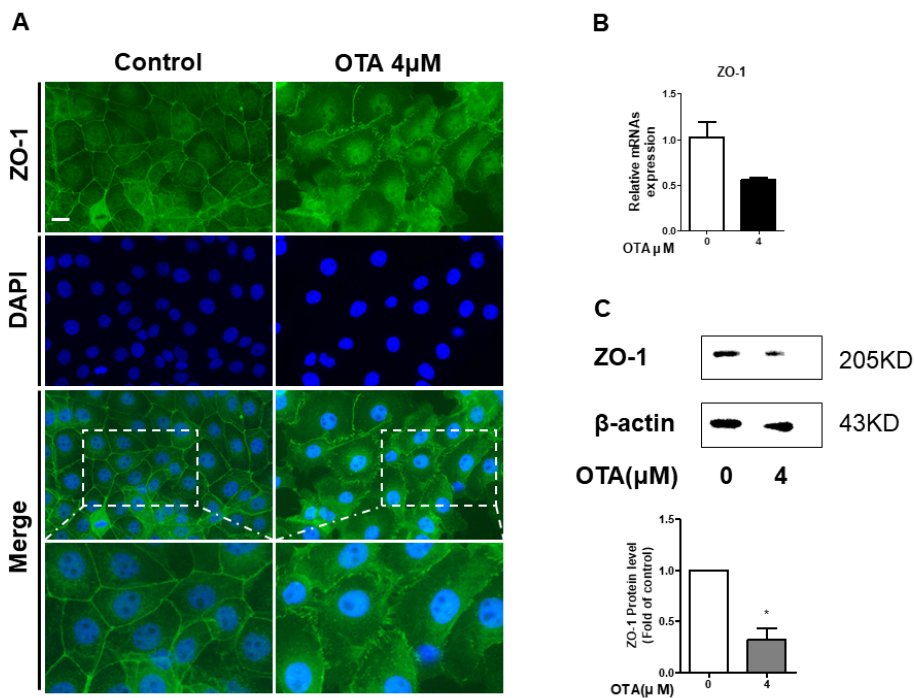 A
Control
OTA 4µM
ZO-1
DAPI
Merge
B
ZO-1
Relative mRNAs
expression
1.5
1.0
0.5
0.0
OTA µ M
0
4
C
ZO-1
205KD
β-actin
43KD
OTA(µM)
0
4
ZO-1 Protein level
(Fold of control)
1.5
1.0
0.5
0.0
*
OTA(µ M)
0
4